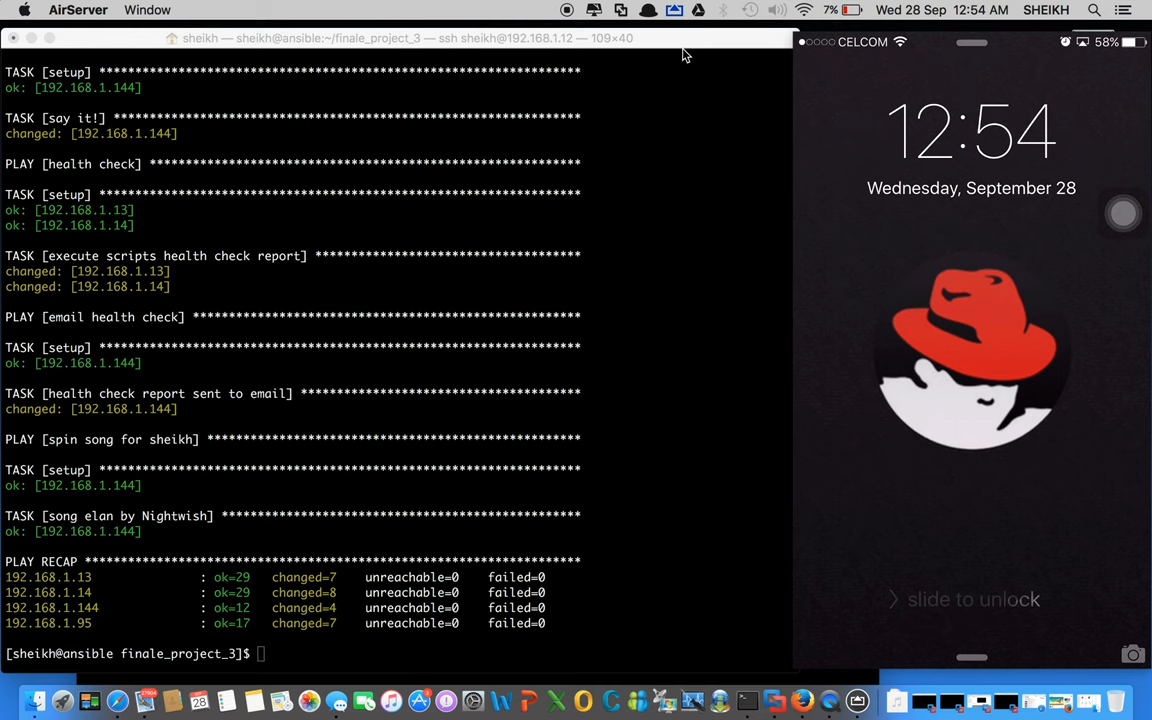 AirServer Window 7% Wed 28 Sep 12:54 AM SHEIKH
sheikh — sheikh@ansible:~/finale_project_3 — ssh sheikh@192.168.1.12 — 109×40
TASK [setup] ***************************************************************
ok: [192.168.1.144]
TASK [say it!] *************************************************************
changed: [192.168.1.144]
PLAY [health check] ********************************************************
TASK [setup] ***************************************************************
ok: [192.168.1.13]
ok: [192.168.1.14]
TASK [execute scripts health check report] *********************************
changed: [192.168.1.13]
changed: [192.168.1.14]
PLAY [email health check] **************************************************
TASK [setup] ***************************************************************
ok: [192.168.1.144]
TASK [health check report sent to email] ***********************************
changed: [192.168.1.144]
PLAY [spin song for sheikh] ************************************************
TASK [setup] ***************************************************************
ok: [192.168.1.144]
TASK [song elan by Nightwish] **********************************************
ok: [192.168.1.144]
PLAY RECAP *****************************************************************
192.168.1.13 : ok=29 changed=7 unreachable=0 failed=0
192.168.1.14 : ok=29 changed=8 unreachable=0 failed=0
192.168.1.144 : ok=12 changed=4 unreachable=0 failed=0
192.168.1.95 : ok=17 changed=7 unreachable=0 failed=0
[sheikh@ansible finale_project_3]$
CELCOM 58%
12:54
Wednesday, September 28
> slide to unlock